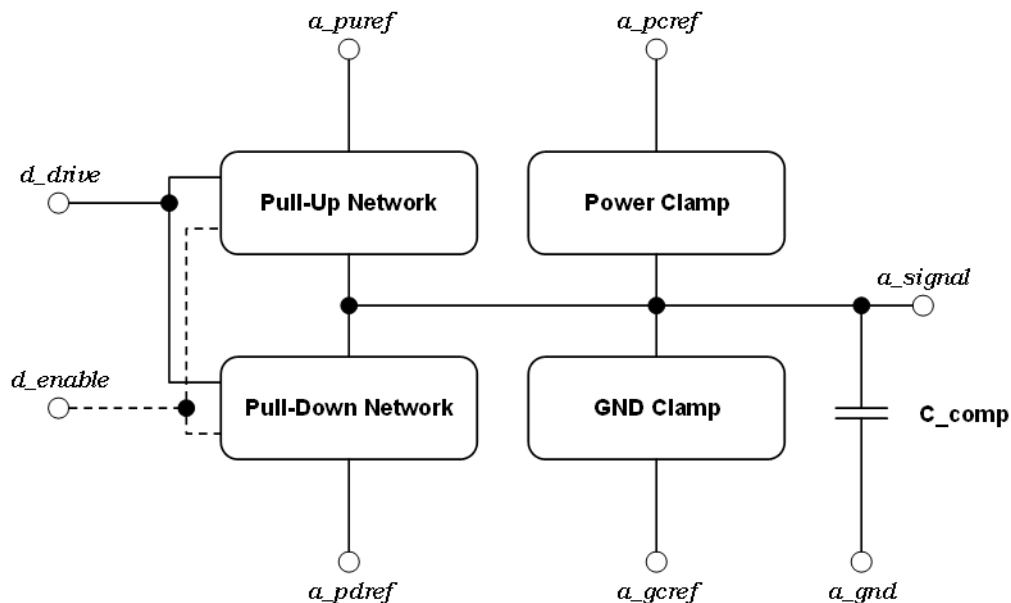 a_puref
a_pcref
d_drive
Pull-Up Network
Power Clamp
a_signal
d_enable
Pull-Down Network
GND Clamp
C_comp
a_pdref
a_gcref
a_gnd